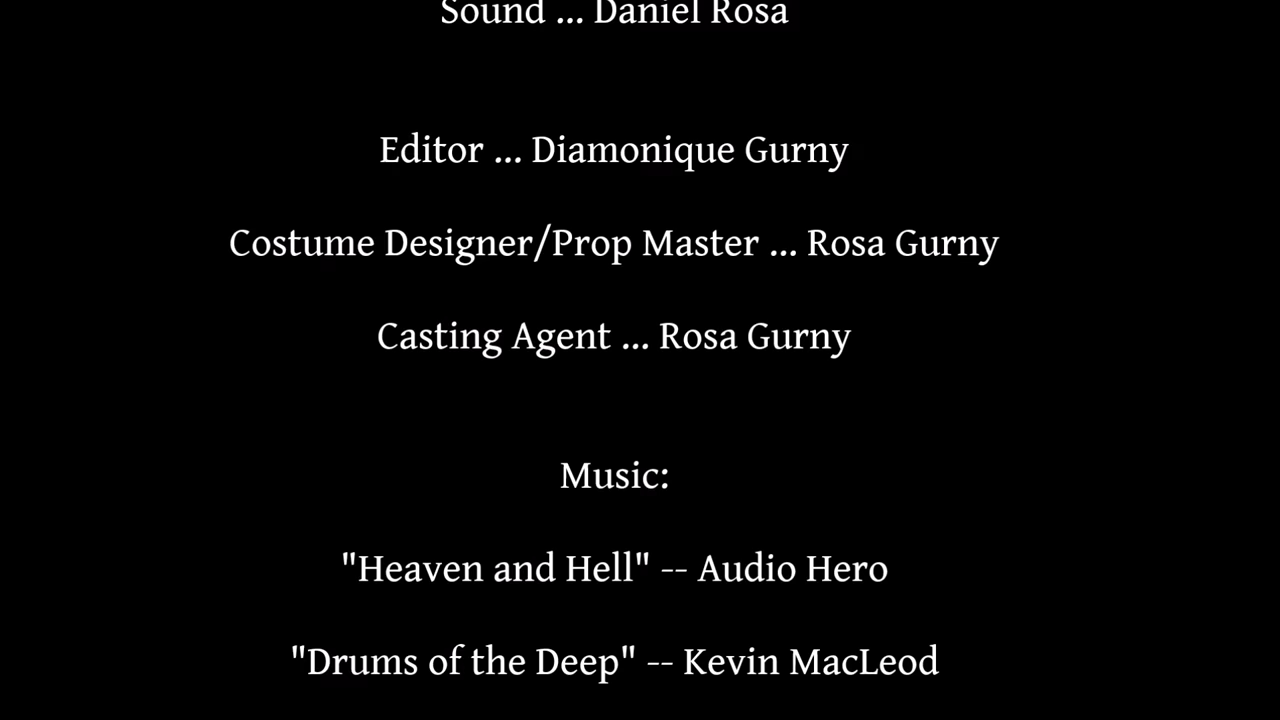 Sound ... Daniel Rosa
Editor ... Diamonique Gurny
Costume Designer/Prop Master ... Rosa Gurny
Casting Agent ... Rosa Gurny
Music:
"Heaven and Hell" -- Audio Hero
"Drums of the Deep" -- Kevin MacLeod